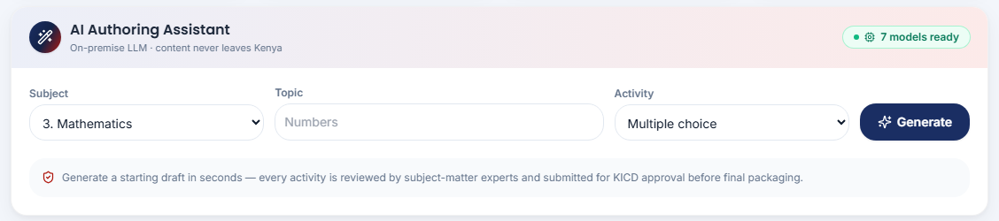 AI Authoring Assistant
On-premise LLM · content never leaves Kenya
7 models ready
Subject
Topic
Activity
3. Mathematics
Numbers
Multiple choice
Generate
Generate a starting draft in seconds — every activity is reviewed by subject-matter experts and submitted for KICD approval before final packaging.